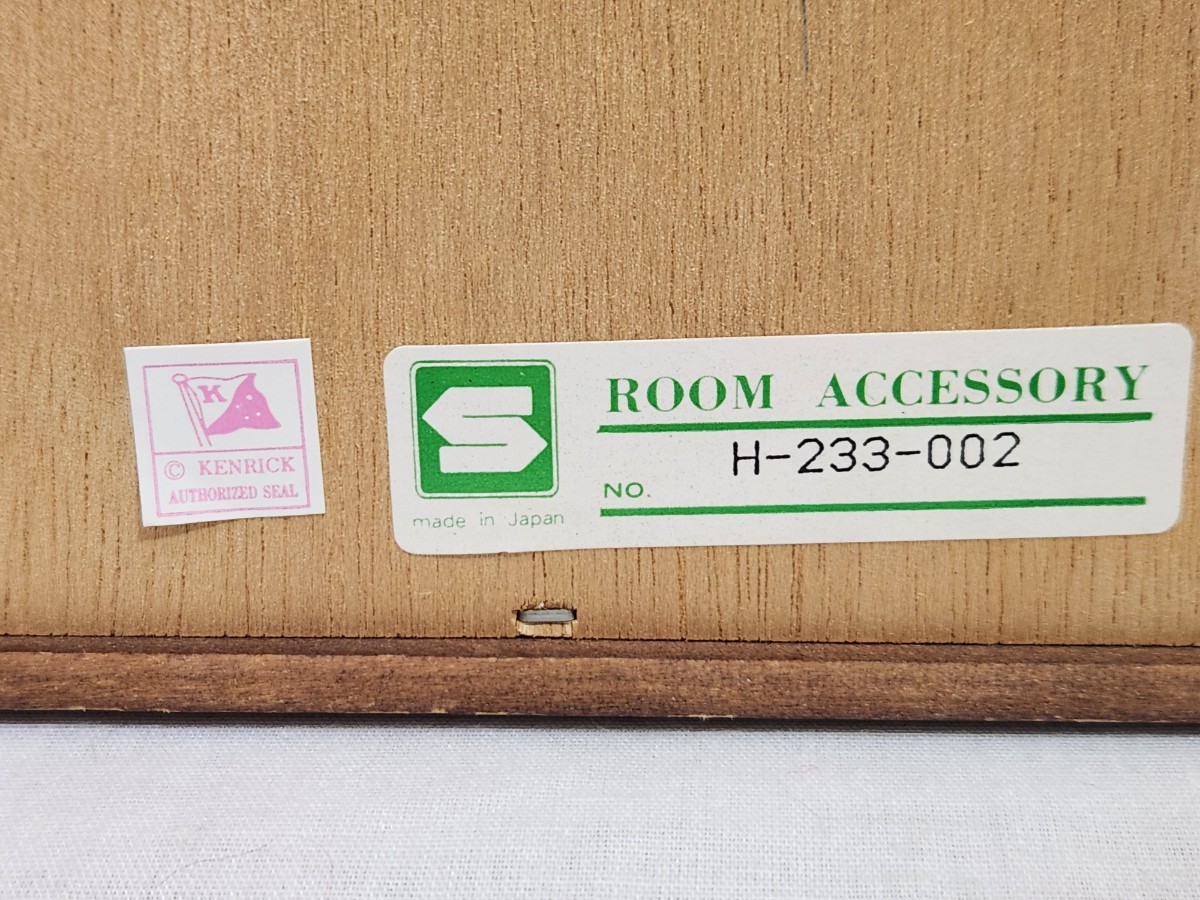 K
© KENRICK
AUTHORIZED SEAL
S
made in Japan
ROOM ACCESSORY
H-233-002
NO.